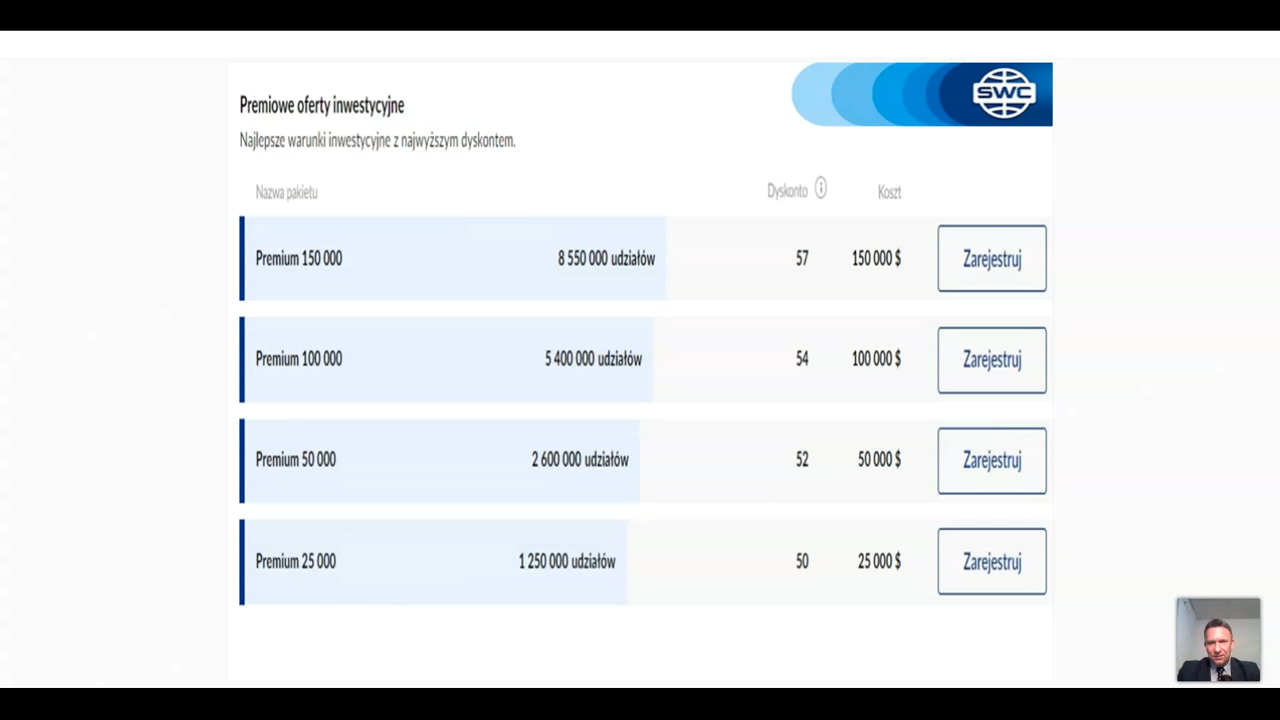 SWC
Premiowe oferty inwestycyjne
Najlepsze warunki inwestycyjne z najwyższym dyskontem.
Nazwa pakietu Dyskonto i Koszt
Premium 150 000 8 550 000 udziałów 57 150 000 $ Zarejestruj
Premium 100 000 5 400 000 udziałów 54 100 000 $ Zarejestruj
Premium 50 000 2 600 000 udziałów 52 50 000 $ Zarejestruj
Premium 25 000 1 250 000 udziałów 50 25 000 $ Zarejestruj